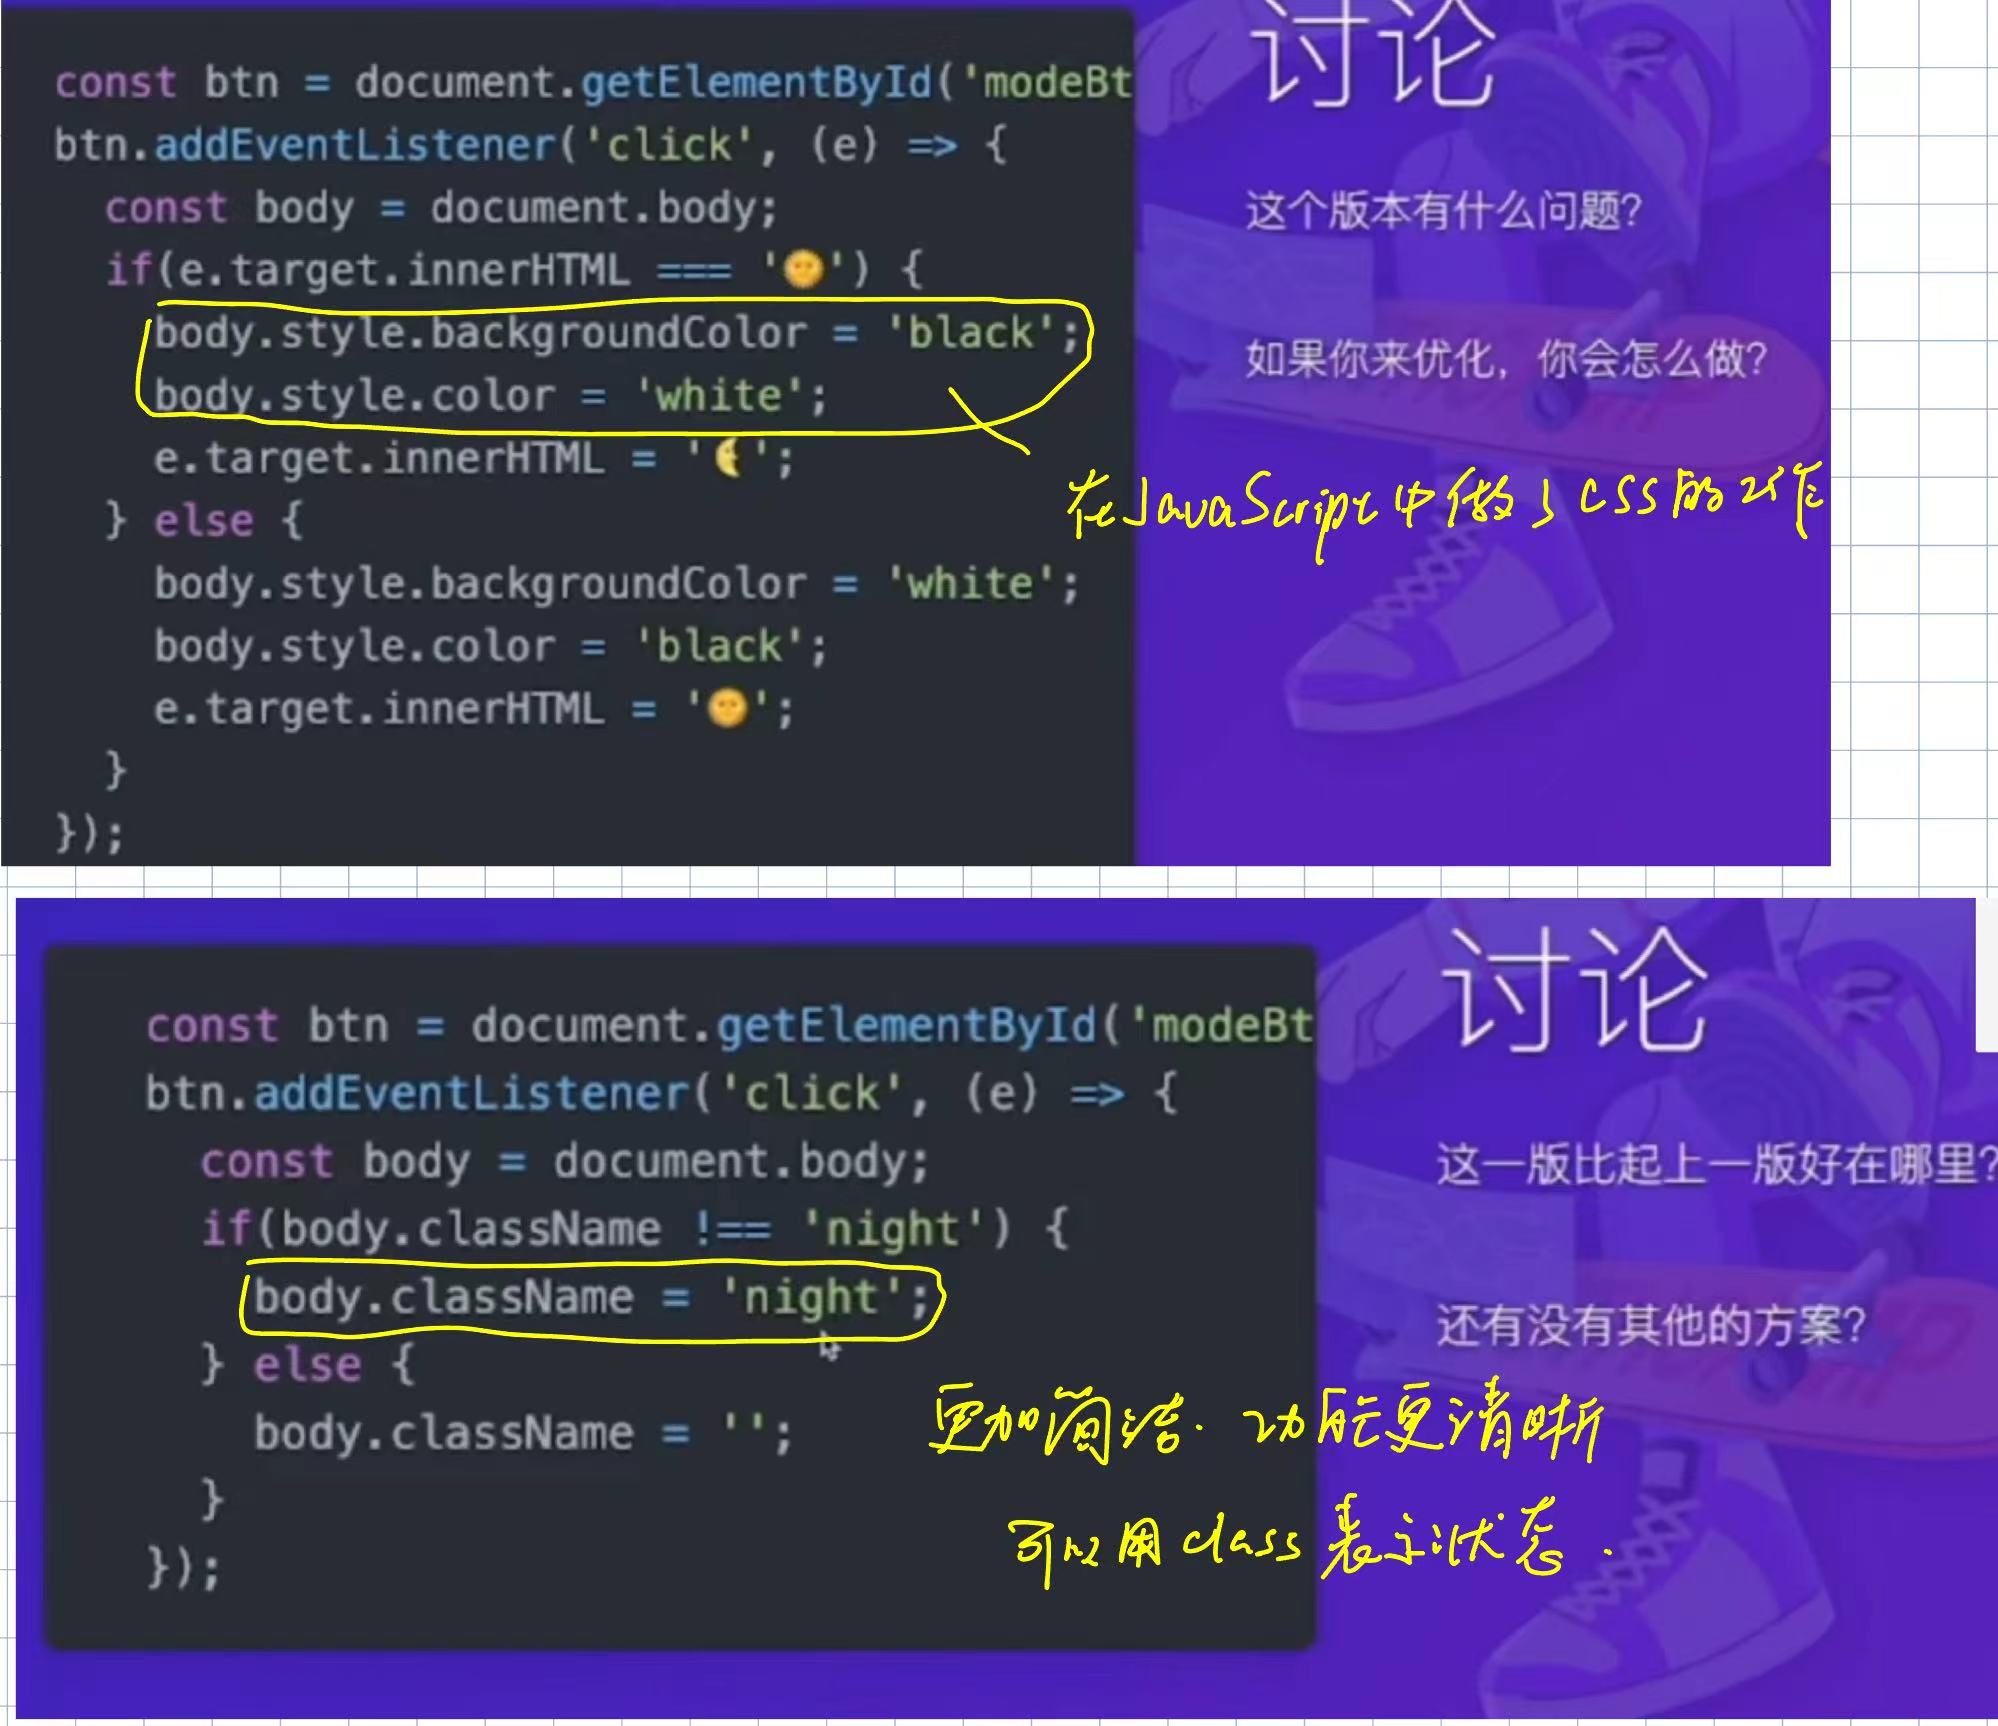 const btn = document.getElementById('modeBt
btn.addEventListener('click', (e) => {
const body = document.body;
if(e.target.innerHTML === '🌞') {
body.style.backgroundColor = 'black';
body.style.color = 'white';
e.target.innerHTML = '🌜';
} else {
body.style.backgroundColor = 'white';
body.style.color = 'black';
e.target.innerHTML = '🌞';
}
});
讨论
这个版本有什么问题?
如果你来优化,你会怎么做?
在JavaScript中做了CSS的工作
const btn = document.getElementById('modeBt
btn.addEventListener('click', (e) => {
const body = document.body;
if(body.className !== 'night') {
body.className = 'night';
} else {
body.className = '';
}
});
讨论
这一版比起上一版好在哪里?
还有没有其他的方案?
更加简洁. 功能更清晰
可以用class表示状态.